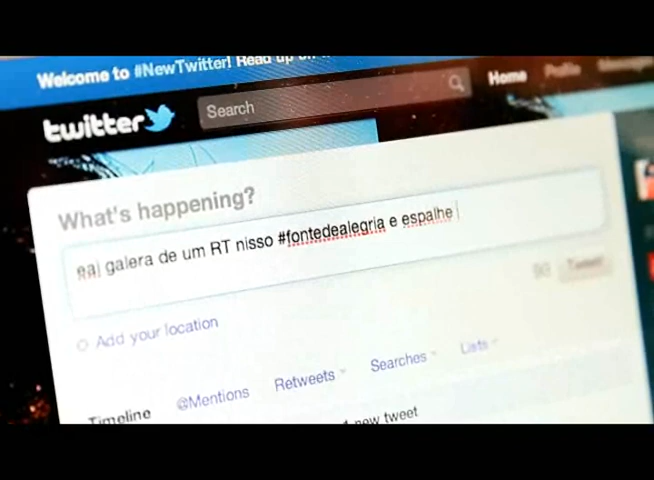 Welcome to #NewTwitter! Read up on
twitter
Search
Home Profile
What's happening?
eai galera de um RT nisso #fontedealegria e espalhe
Tweet
Add your location
Timeline @Mentions Retweets Searches Lists
new tweet